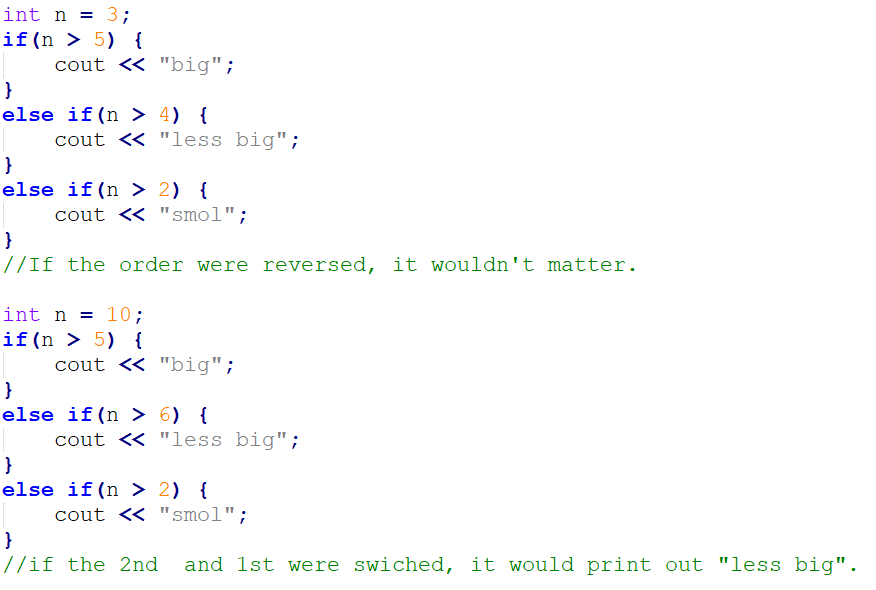 int n = 3;
if(n > 5) {
    cout << "big";
}
else if(n > 4) {
    cout << "less big";
}
else if(n > 2) {
    cout << "smol";
}
//If the order were reversed, it wouldn't matter.

int n = 10;
if(n > 5) {
    cout << "big";
}
else if(n > 6) {
    cout << "less big";
}
else if(n > 2) {
    cout << "smol";
}
//if the 2nd  and 1st were swiched, it would print out "less big".